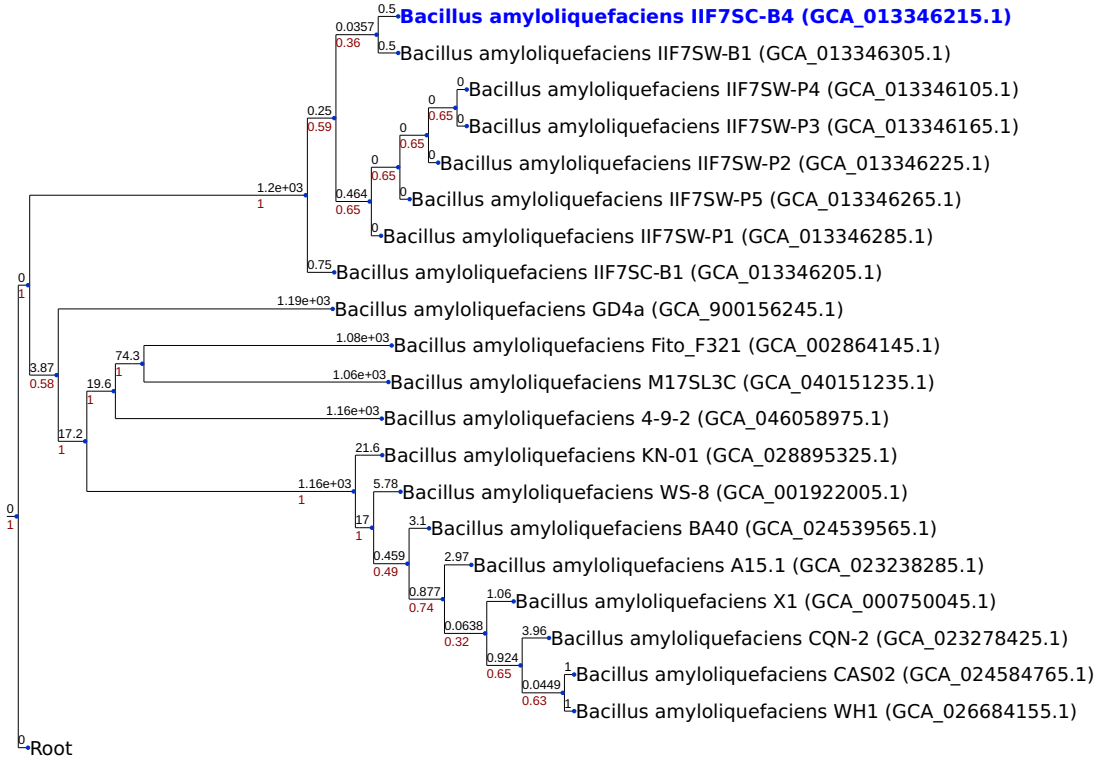 0.5
Bacillus amyloliquefaciens IIF7SC-B4 (GCA_013346215.1)
0.0357
0.36
0.5
Bacillus amyloliquefaciens IIF7SW-B1 (GCA_013346305.1)
0
Bacillus amyloliquefaciens IIF7SW-P4 (GCA_013346105.1)
0
0.65
0.25
0.59
0
Bacillus amyloliquefaciens IIF7SW-P3 (GCA_013346165.1)
0
0.65
0
Bacillus amyloliquefaciens IIF7SW-P2 (GCA_013346225.1)
0
0.65
0.464
0.65
0
Bacillus amyloliquefaciens IIF7SW-P5 (GCA_013346265.1)
1.2e+03
1
0
Bacillus amyloliquefaciens IIF7SW-P1 (GCA_013346285.1)
0.75
Bacillus amyloliquefaciens IIF7SC-B1 (GCA_013346205.1)
0
1
1.19e+03
Bacillus amyloliquefaciens GD4a (GCA_900156245.1)
1.08e+03
Bacillus amyloliquefaciens Fito_F321 (GCA_002864145.1)
74.3
1
3.87
0.58
1.06e+03
Bacillus amyloliquefaciens M17SL3C (GCA_040151235.1)
19.6
1
1.16e+03
Bacillus amyloliquefaciens 4-9-2 (GCA_046058975.1)
17.2
1
21.6
Bacillus amyloliquefaciens KN-01 (GCA_028895325.1)
1.16e+03
1
5.78
Bacillus amyloliquefaciens WS-8 (GCA_001922005.1)
0
1
17
1
3.1
Bacillus amyloliquefaciens BA40 (GCA_024539565.1)
0.459
0.49
2.97
Bacillus amyloliquefaciens A15.1 (GCA_023238285.1)
0.877
0.74
1.06
Bacillus amyloliquefaciens X1 (GCA_000750045.1)
0.0638
0.32
3.96
Bacillus amyloliquefaciens CQN-2 (GCA_023278425.1)
0.924
0.65
1
Bacillus amyloliquefaciens CAS02 (GCA_024584765.1)
0.0449
0.63
1
Bacillus amyloliquefaciens WH1 (GCA_026684155.1)
0
Root